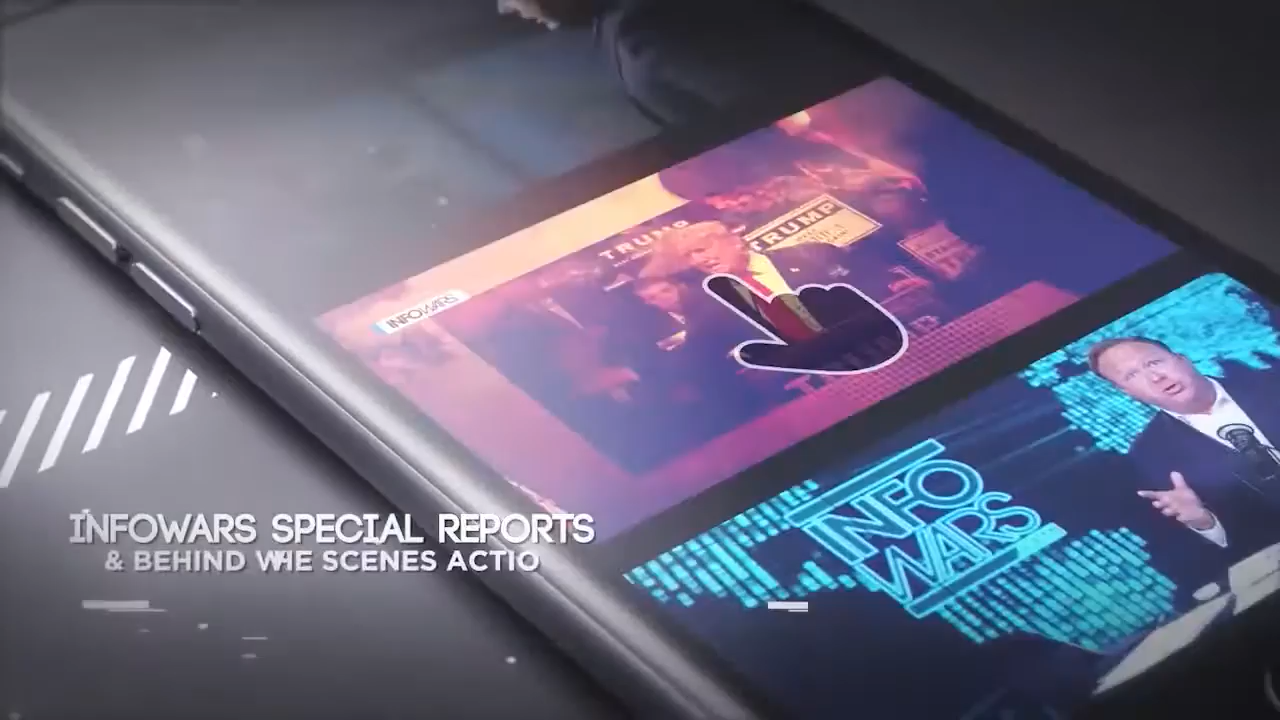 TRUMP
TRUMP
INFOWARS
INFO
WARS
INFOWARS SPECIAL REPORTS
& BEHIND WHE SCENES ACTIO